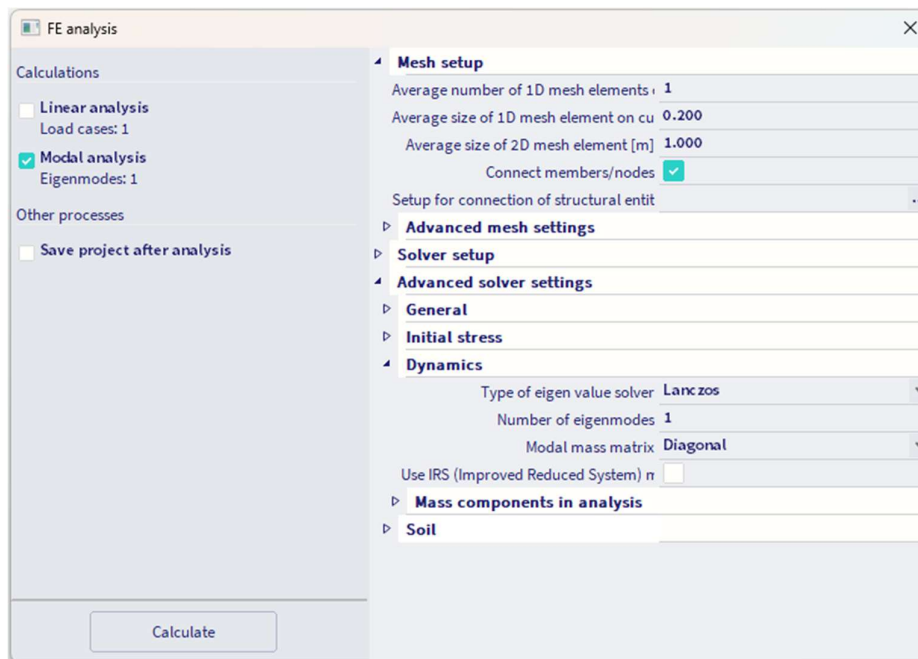 FE analysis
Calculations
Linear analysis
Load cases: 1
Modal analysis
Eigenmodes: 1
Other processes
Save project after analysis
Calculate
Mesh setup
Average number of 1D mesh elements 1
Average size of 1D mesh element on cu 0.200
Average size of 2D mesh element [m] 1.000
Connect members/nodes
Setup for connection of structural entit
Advanced mesh settings
Solver setup
Advanced solver settings
General
Initial stress
Dynamics
Type of eigen value solver Lanczos
Number of eigenmodes 1
Modal mass matrix Diagonal
Use IRS (Improved Reduced System) m
Mass components in analysis
Soil